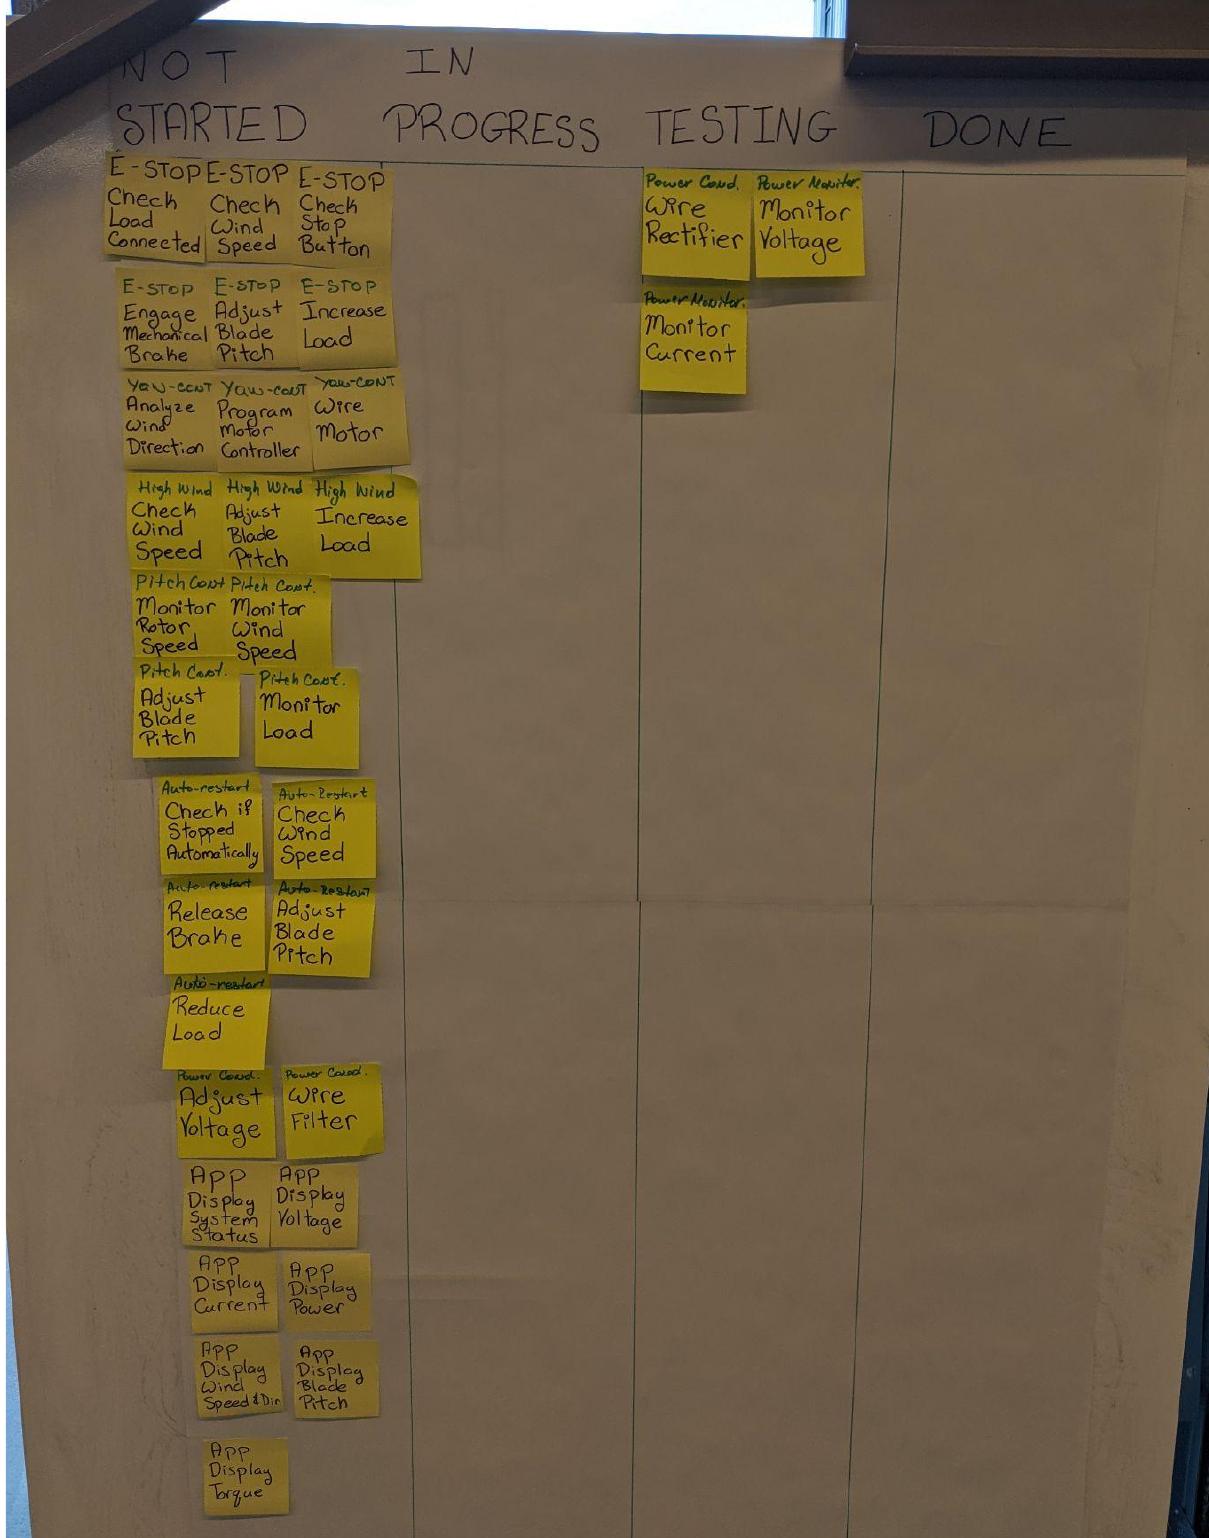 NOT
STARTED
IN
PROGRESS
TESTING
DONE
E-STOP
Check
Load
Connected
E-STOP
Check
Wind
Speed
E-STOP
Check
Stop
Button
E-STOP
Engage
Mechanical
Brake
E-STOP
Adjust
Blade
Pitch
E-STOP
Increase
Load
Yaw-CONT
Analyze
Wind
Direction
Yaw-CONT
Program
Motor
Controller
Yaw-CONT
Wire
Motor
High Wind
Check
Wind
Speed
High Wind
Adjust
Blade
Pitch
High Wind
Increase
Load
Pitch Cont
Monitor
Rotor
Speed
Pitch Cont.
Monitor
Wind
Speed
Pitch Cont.
Adjust
Blade
Pitch
Pitch Cont.
Monitor
Load
Auto-restart
Check if
Stopped
Automatically
Auto-Restart
Check
Wind
Speed
Auto-restart
Release
Brake
Auto-Restart
Adjust
Blade
Pitch
Auto-restart
Reduce
Load
Power Cond.
Adjust
Voltage
Power Cond.
Wire
Filter
App
Display
System
Status
App
Display
Voltage
App
Display
Current
App
Display
Power
App
Display
Wind
Speed & Dir
App
Display
Blade
Pitch
App
Display
Torque
Power Cond.
Wire
Rectifier
Power Monitor.
Monitor
Voltage
Power Monitor.
Monitor
Current